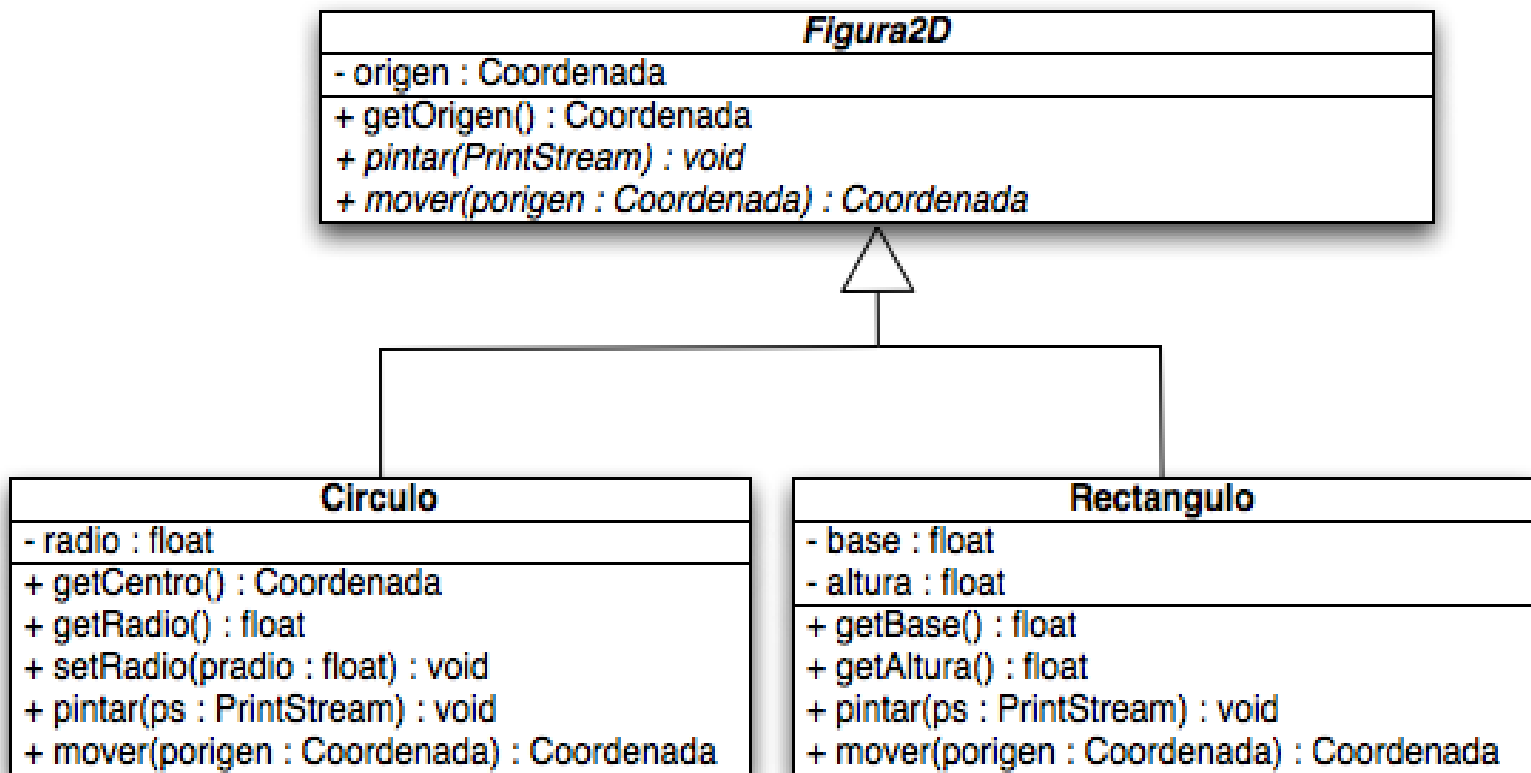 Figura2D
- origen : Coordenada
+ getOrigen() : Coordenada
+ pintar(PrintStream) : void
+ mover(porigen : Coordenada) : Coordenada
Circulo
- radio : float
+ getCentro() : Coordenada
+ getRadio() : float
+ setRadio(pradio : float) : void
+ pintar(ps : PrintStream) : void
+ mover(porigen : Coordenada) : Coordenada
Rectangulo
- base : float
- altura : float
+ getBase() : float
+ getAltura() : float
+ pintar(ps : PrintStream) : void
+ mover(porigen : Coordenada) : Coordenada